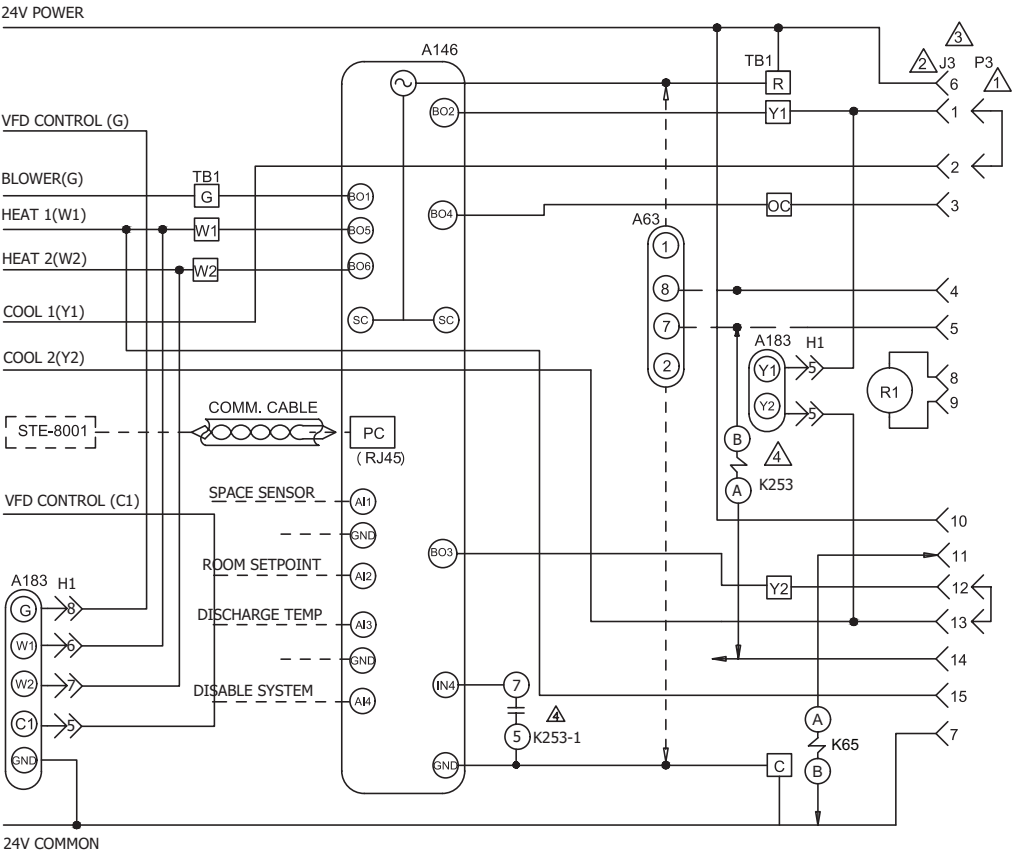 24V POWER
A146
3
TB1
2
J3
P3
R
6
1
BO2
Y1
1
VFD CONTROL (G)
2
BLOWER(G)
TB1
G
BO1
HEAT 1(W1)
W1
BO5
BO4
OC
3
A63
1
HEAT 2(W2)
W2
BO6
8
4
COOL 1(Y1)
SC
SC
7
5
COOL 2(Y2)
A183
H1
2
Y1
5
R1
8
9
COMM. CABLE
Y2
5
STE-8001
PC
(RJ45)
B
4
A
K253
SPACE SENSOR
AI1
VFD CONTROL (C1)
GND
10
BO3
11
ROOM SETPOINT
AI2
Y2
12
A183
H1
G
8
DISCHARGE TEMP
AI3
13
W1
6
GND
14
W2
7
DISABLE SYSTEM
AI4
IN4
7
15
4
C1
5
5
K253-1
A
7
K65
GND
GND
C
B
24V COMMON